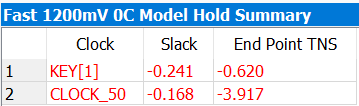 Fast 1200mV 0C Model Hold Summary
Clock Slack End Point TNS
1 KEY[1] -0.241 -0.620
2 CLOCK_50 -0.168 -3.917